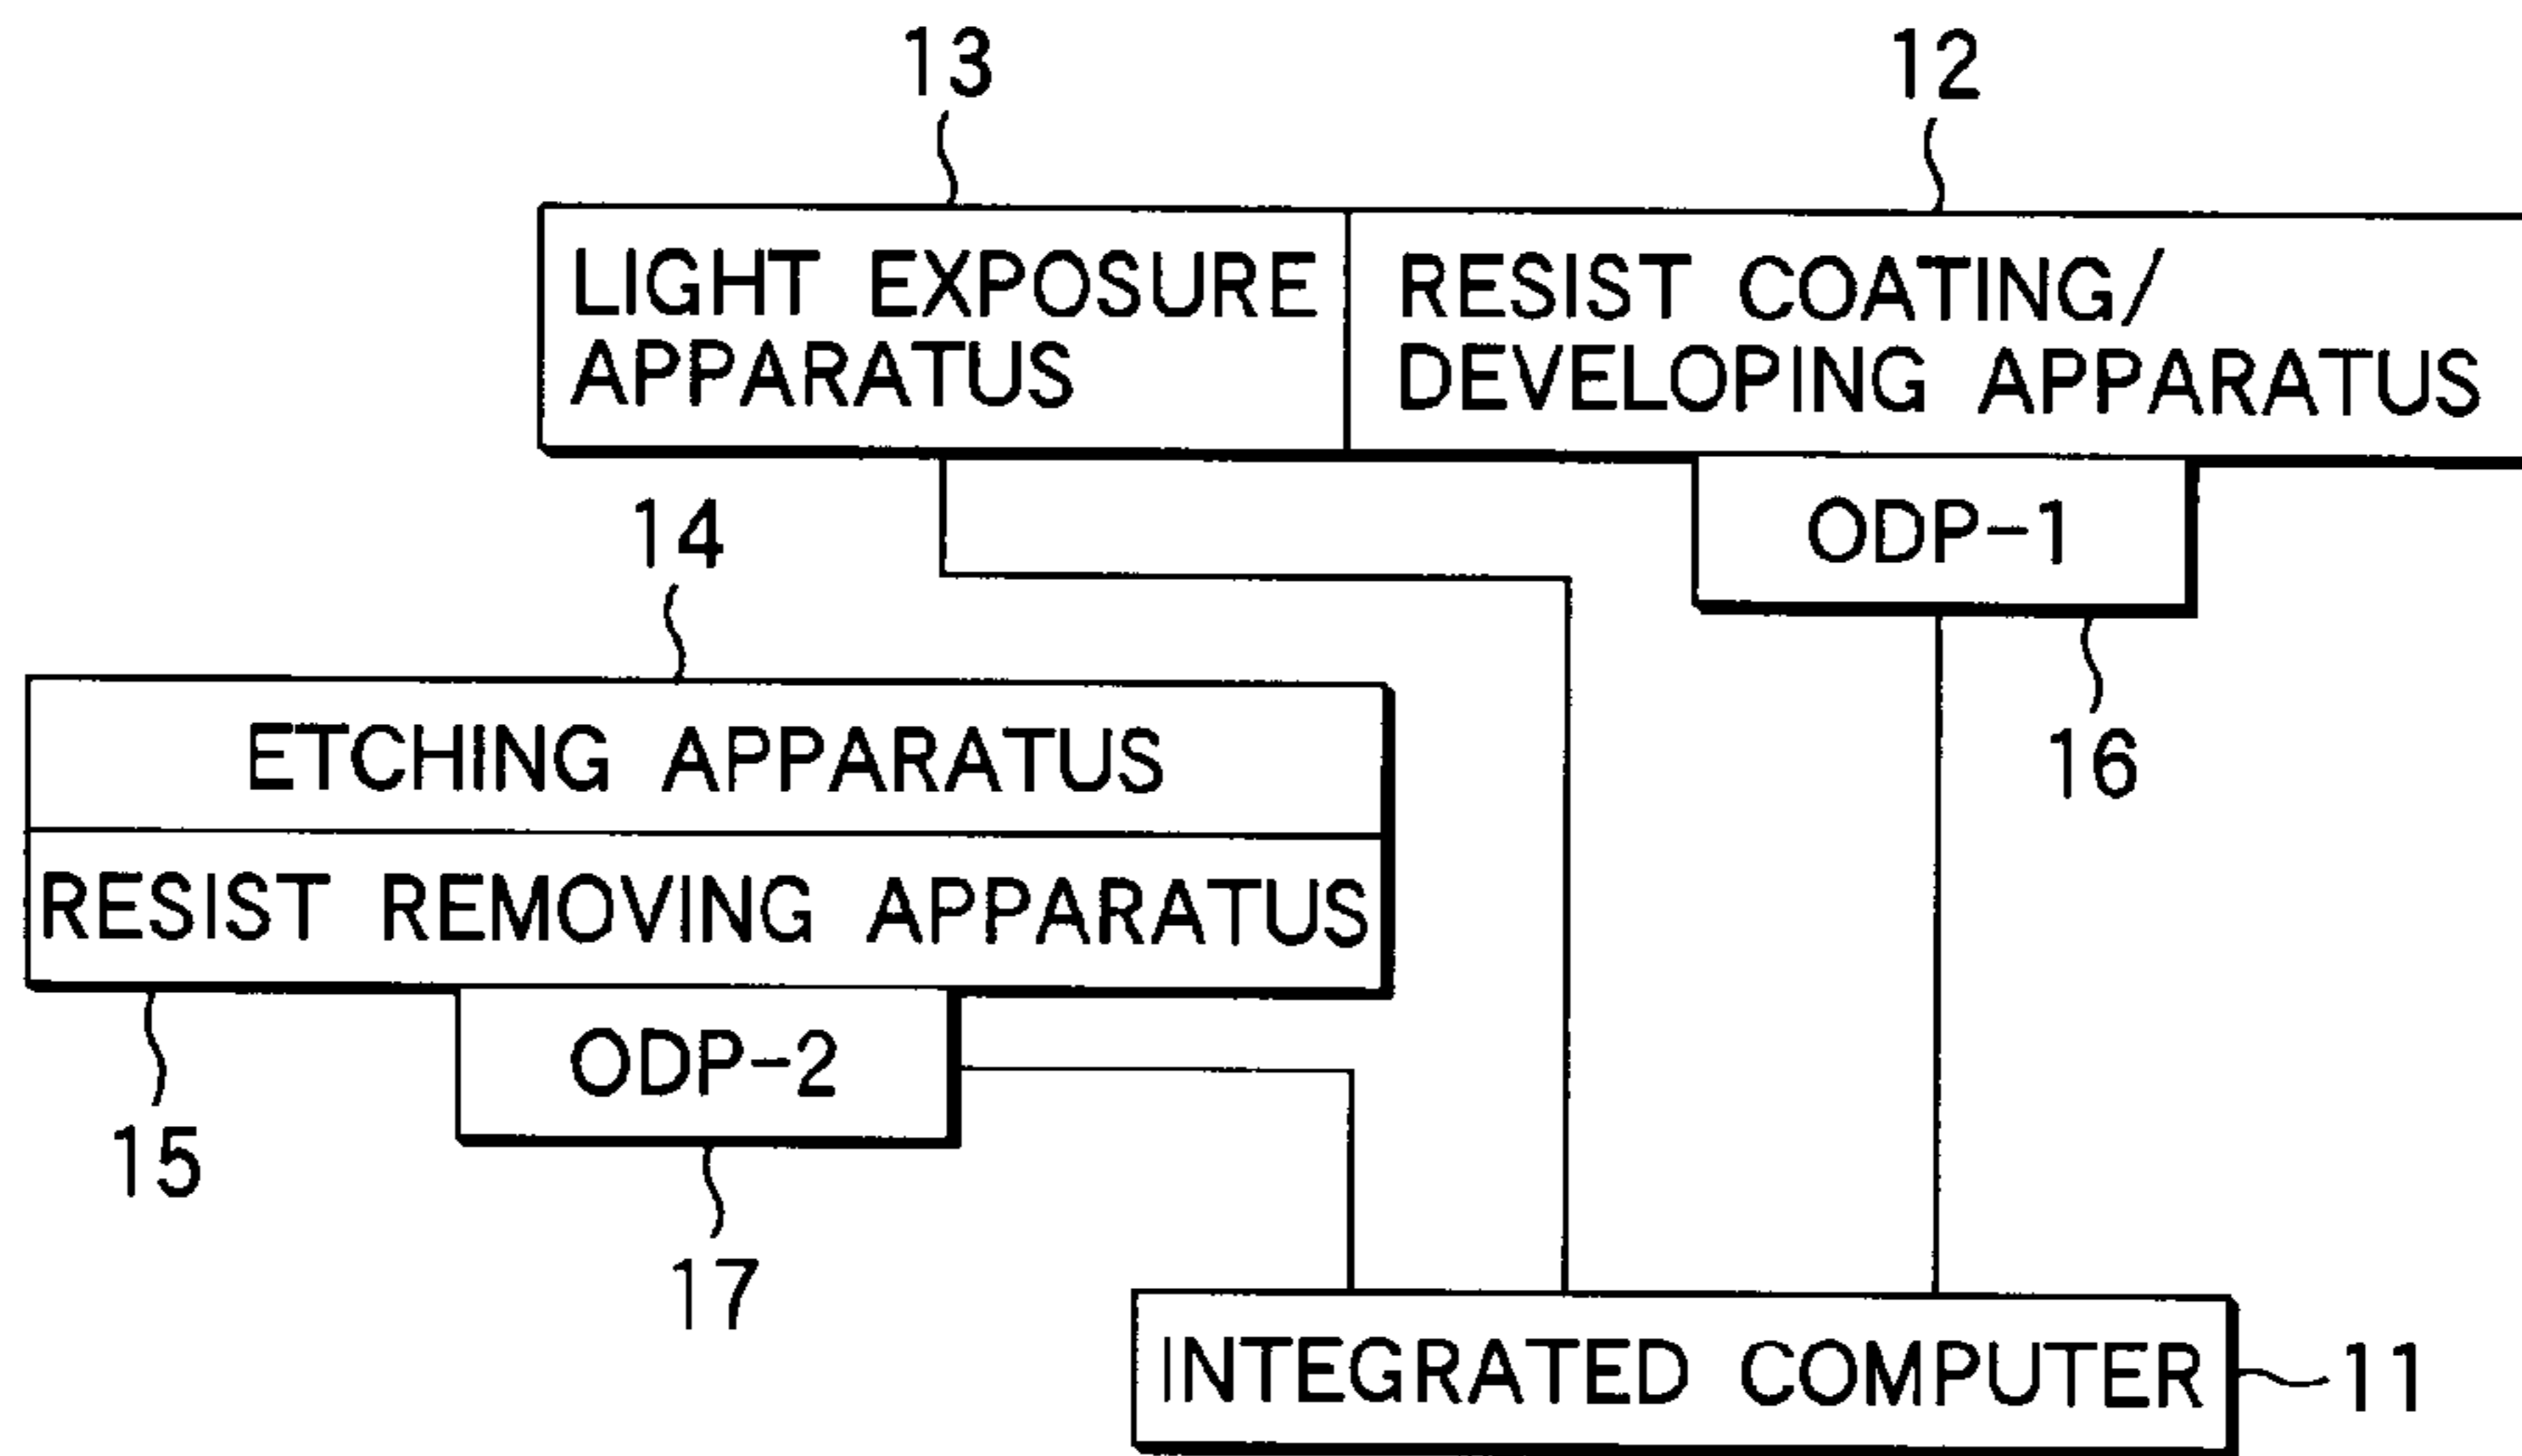 13
12
LIGHT EXPOSURE
APPARATUS
RESIST COATING/
DEVELOPING APPARATUS
ODP-1
14
16
ETCHING APPARATUS
RESIST REMOVING APPARATUS
ODP-2
15
17
INTEGRATED COMPUTER
11